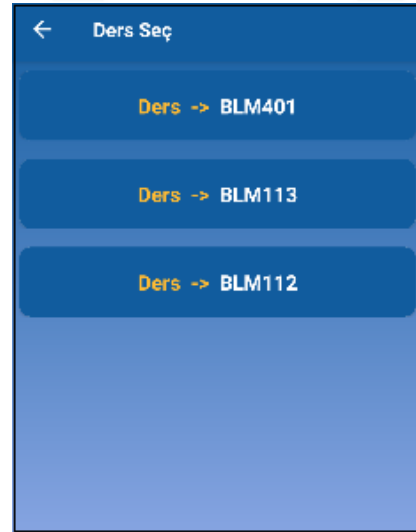 Ders Seç
Ders -> BLM401
Ders -> BLM113
Ders -> BLM112